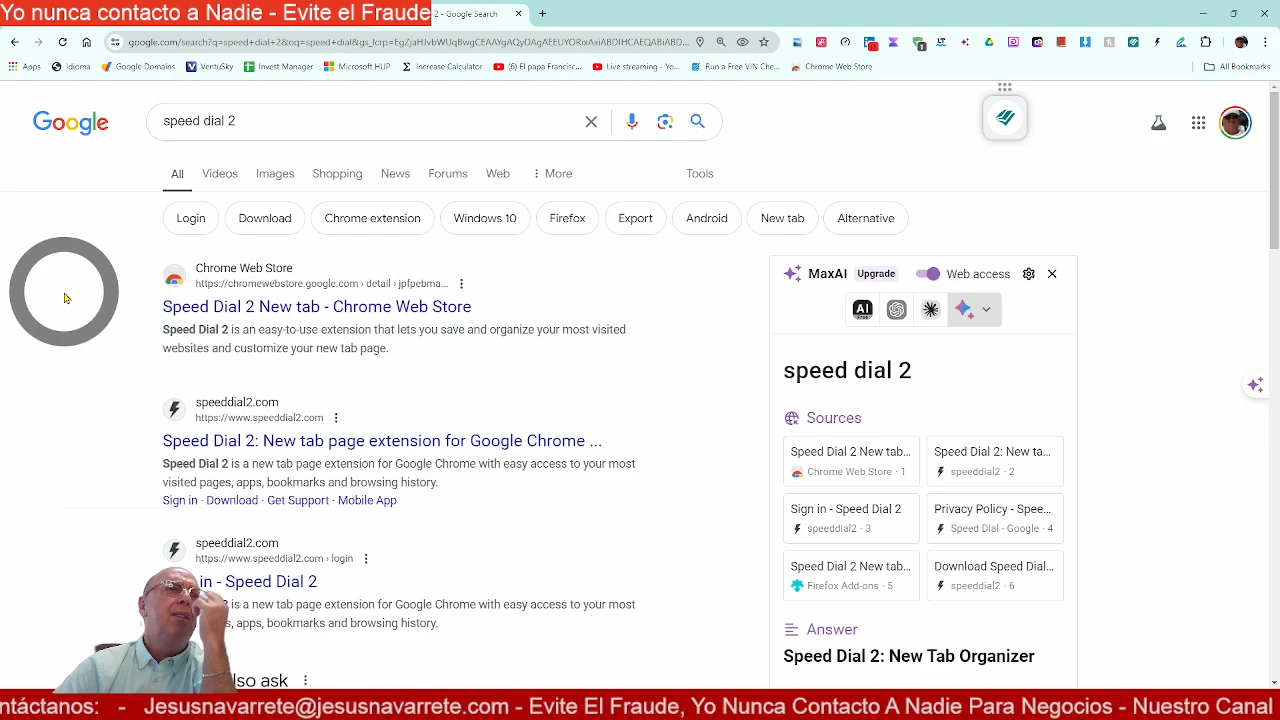 Yo nunca contacto a Nadie - Evite el Fraude
2 - Google Search
google.com/search?q=speed+dial+2&oq=speed+dial&gs_lcrp=
Apps
Idioma
Google Domains
VentuSky
Invest Manager
Microsoft HUP
Increase Calculator
(6) El papa Francisc...
Live streaming - Yo...
Run a Free VIN Che...
Chrome Web Store
All Bookmarks
Google
speed dial 2
All
Videos
Images
Shopping
News
Forums
Web
More
Tools
Login
Download
Chrome extension
Windows 10
Firefox
Export
Android
New tab
Alternative
Chrome Web Store
https://chromewebstore.google.com › detail › jpfpebm...
Speed Dial 2 New tab - Chrome Web Store
Speed Dial 2 is an easy-to-use extension that lets you save and organize your most visited
websites and customize your new tab page.
speeddial2.com
https://www.speeddial2.com
Speed Dial 2: New tab page extension for Google Chrome ...
Speed Dial 2 is a new tab page extension for Google Chrome with easy access to your most
visited pages, apps, bookmarks and browsing history.
Sign in · Download · Get Support · Mobile App
speeddial2.com
https://www.speeddial2.com › login
in - Speed Dial 2
is a new tab page extension for Google Chrome with easy access to your most
s, apps, bookmarks and browsing history.
lso ask
MaxAI
Upgrade
Web access
AI
speed dial 2
Sources
Speed Dial 2 New tab...
Chrome Web Store · 1
Speed Dial 2: New ta...
speeddial2 · 2
Sign in - Speed Dial 2
speeddial2 · 3
Privacy Policy - Spee...
Speed Dial - Google · 4
Speed Dial 2 New tab...
Firefox Add-ons · 5
Download Speed Dial...
speeddial2 · 6
Answer
Speed Dial 2: New Tab Organizer
ntáctanos: - Jesusnavarrete@jesusnavarrete.com - Evite El Fraude, Yo Nunca Contacto A Nadie Para Negocios - Nuestro Canal